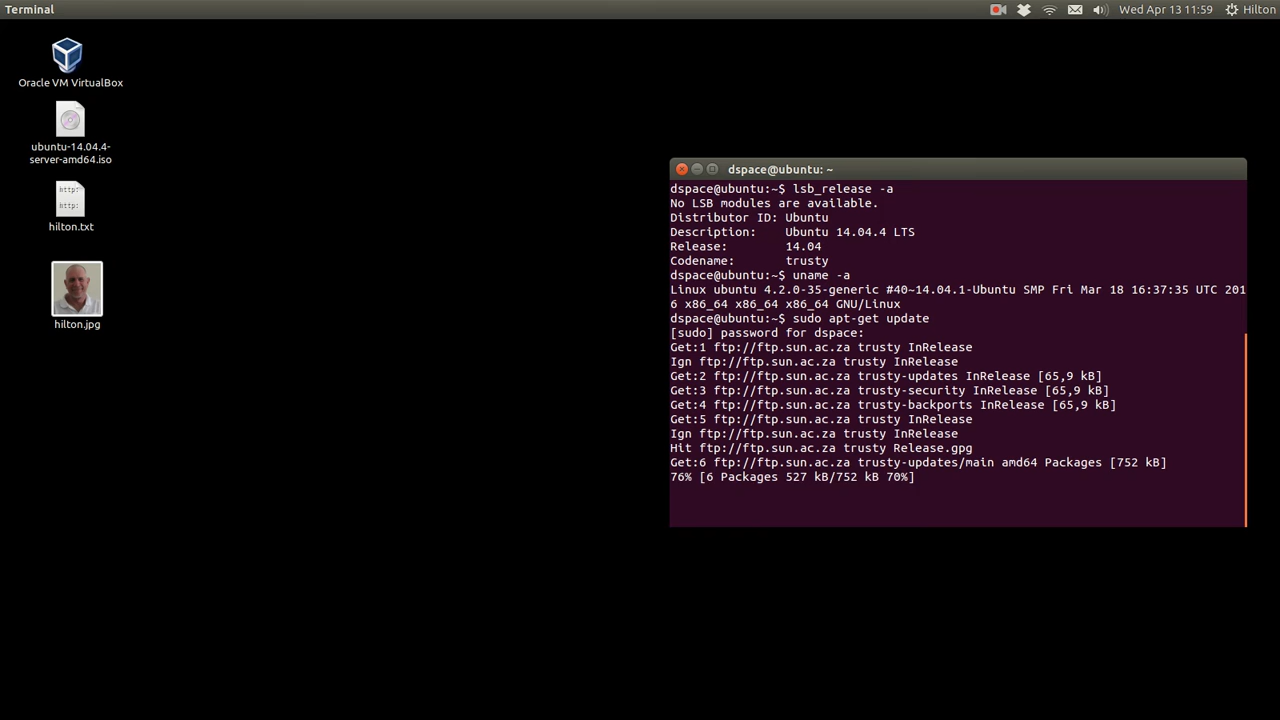 Terminal
Wed Apr 13 11:59
Hilton
Oracle VM VirtualBox
ubuntu-14.04.4-
server-amd64.iso
http:
http:
hilton.txt
hilton.jpg
dspace@ubuntu: ~
dspace@ubuntu:~$ lsb_release -a
No LSB modules are available.
Distributor ID: Ubuntu
Description:    Ubuntu 14.04.4 LTS
Release:        14.04
Codename:       trusty
dspace@ubuntu:~$ uname -a
Linux ubuntu 4.2.0-35-generic #40~14.04.1-Ubuntu SMP Fri Mar 18 16:37:35 UTC 201
6 x86_64 x86_64 x86_64 GNU/Linux
dspace@ubuntu:~$ sudo apt-get update
[sudo] password for dspace:
Get:1 ftp://ftp.sun.ac.za trusty InRelease
Ign ftp://ftp.sun.ac.za trusty InRelease
Get:2 ftp://ftp.sun.ac.za trusty-updates InRelease [65,9 kB]
Get:3 ftp://ftp.sun.ac.za trusty-security InRelease [65,9 kB]
Get:4 ftp://ftp.sun.ac.za trusty-backports InRelease [65,9 kB]
Get:5 ftp://ftp.sun.ac.za trusty InRelease
Ign ftp://ftp.sun.ac.za trusty InRelease
Hit ftp://ftp.sun.ac.za trusty Release.gpg
Get:6 ftp://ftp.sun.ac.za trusty-updates/main amd64 Packages [752 kB]
76% [6 Packages 527 kB/752 kB 70%]